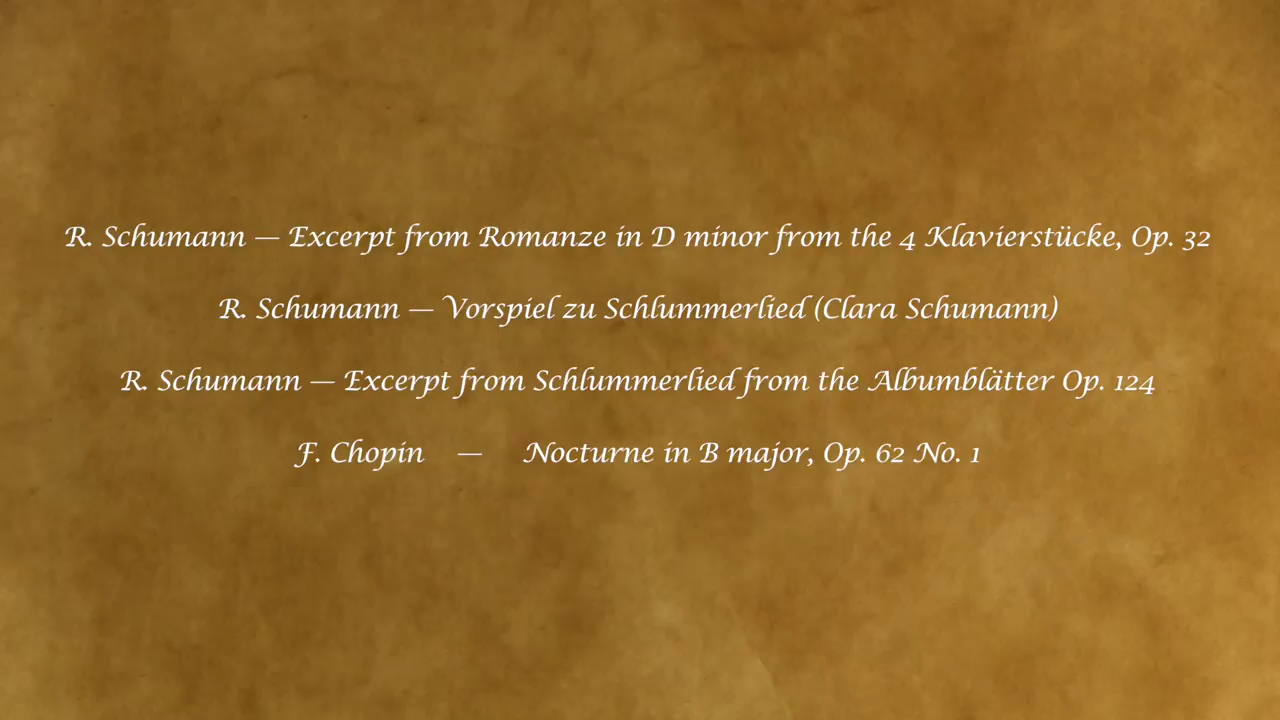 R. Schumann — Excerpt from Romanze in D minor from the 4 Klavierstücke, Op. 32
R. Schumann — Vorspiel zu Schlummerlied (Clara Schumann)
R. Schumann — Excerpt from Schlummerlied from the Albumblätter Op. 124
F. Chopin — Nocturne in B major, Op. 62 No. 1